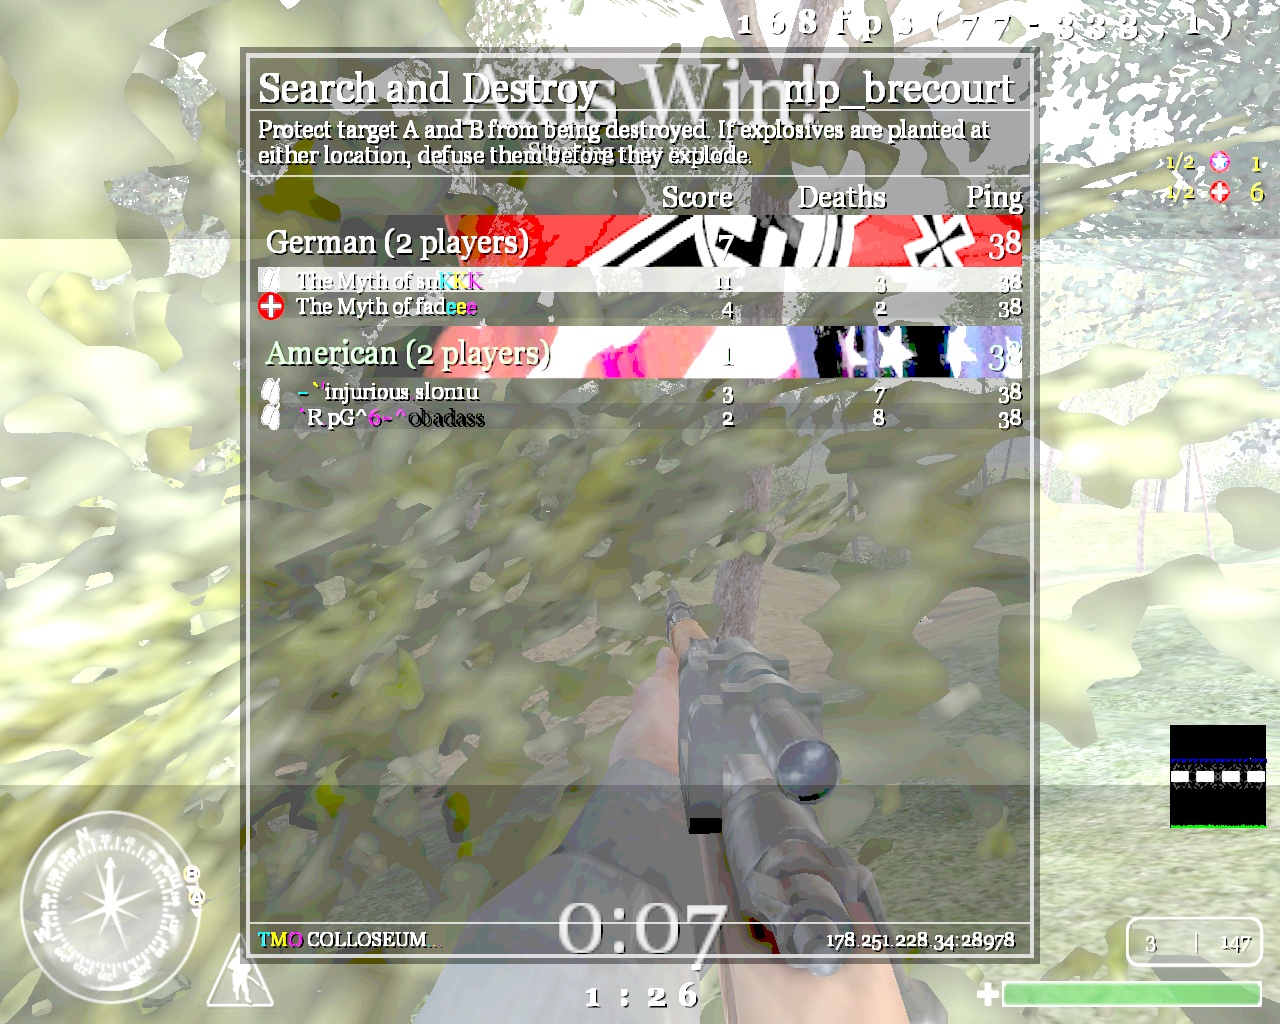 168 fps (77 - 333, 1)
Axis Win!
Search and Destroy mp_brecourt
Protect target A and B from being destroyed. If explosives are planted at
either location, defuse them before they explode.
1/2 1
1/2 6
Score Deaths Ping
German (2 players) 7 38
The Myth of snKKK 11 3 38
The Myth of fadeee 4 2 38
American (2 players) 1 38
-`'injurious sl0n1u 3 7 38
`R pG^6-^ obadass 2 8 38
N
B
A
0:07
TMO COLLOSEUM... 178.251.228.34:28978
3 | 147
1:26